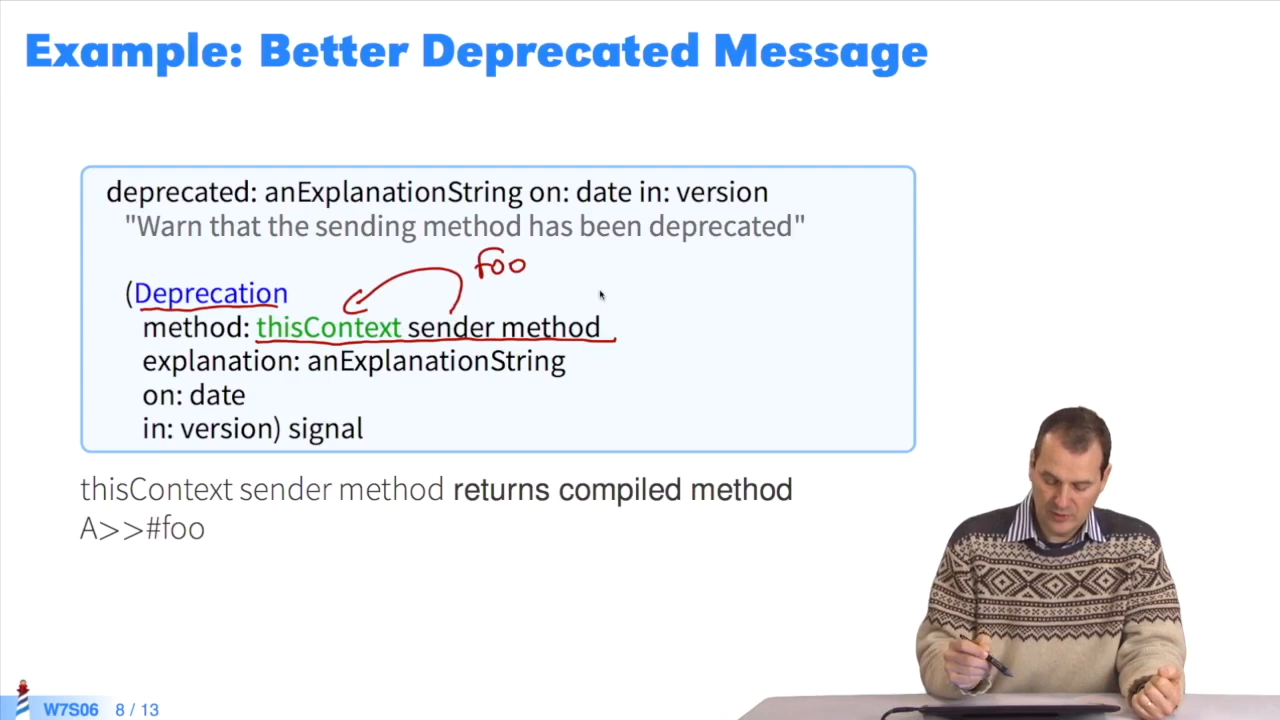 Example: Better Deprecated Message
deprecated: anExplanationString on: date in: version
"Warn that the sending method has been deprecated"
foo
(Deprecation
method: thisContext sender method
explanation: anExplanationString
on: date
in: version) signal
thisContext sender method returns compiled method
A>>#foo
W7S06 8 / 13